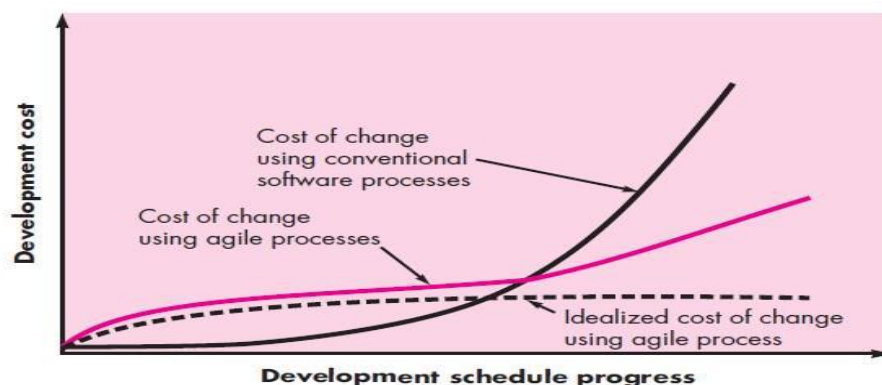 Development cost
Cost of change
using conventional
software processes
Cost of change
using agile processes
Idealized cost of change
using agile process
Development schedule progress